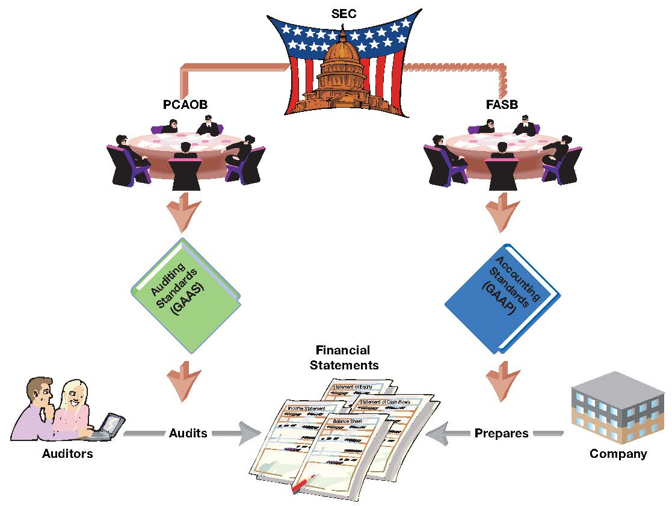 SEC
PCAOB
FASB
Auditing
Standards
(GAAS)
Accounting
Standards
(GAAP)
Financial
Statements
Statement of Equity
Statement of Cash Flows
Income Statement
Balance Sheet
Auditors
Audits
Prepares
Company